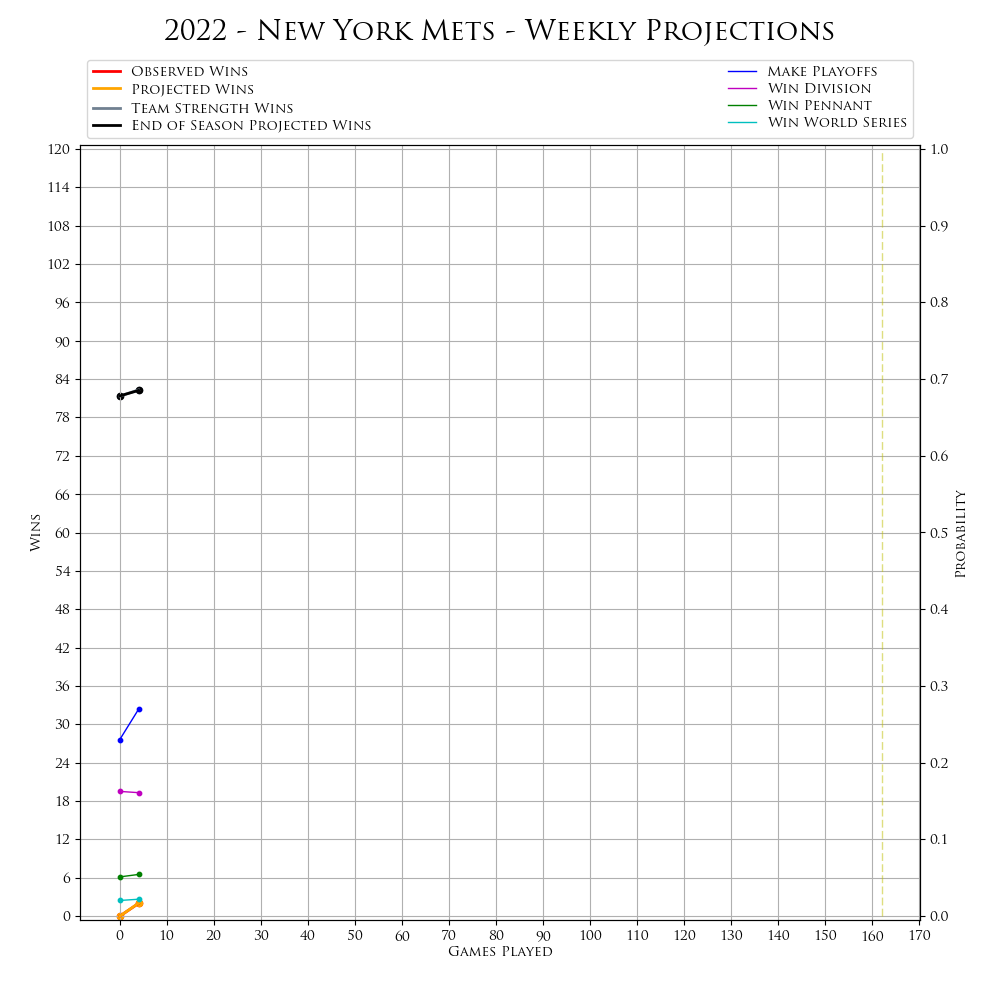 2022 - New York Mets - Weekly Projections
Observed Wins
Projected Wins
Team Strength Wins
End of Season Projected Wins
Make Playoffs
Win Division
Win Pennant
Win World Series
120
114
108
102
96
90
84
78
72
66
60
54
48
42
36
30
24
18
12
6
0
Wins
1.0
0.9
0.8
0.7
0.6
0.5
0.4
0.3
0.2
0.1
0.0
Probability
0 10 20 30 40 50 60 70 80 90 100 110 120 130 140 150 160 170
Games Played